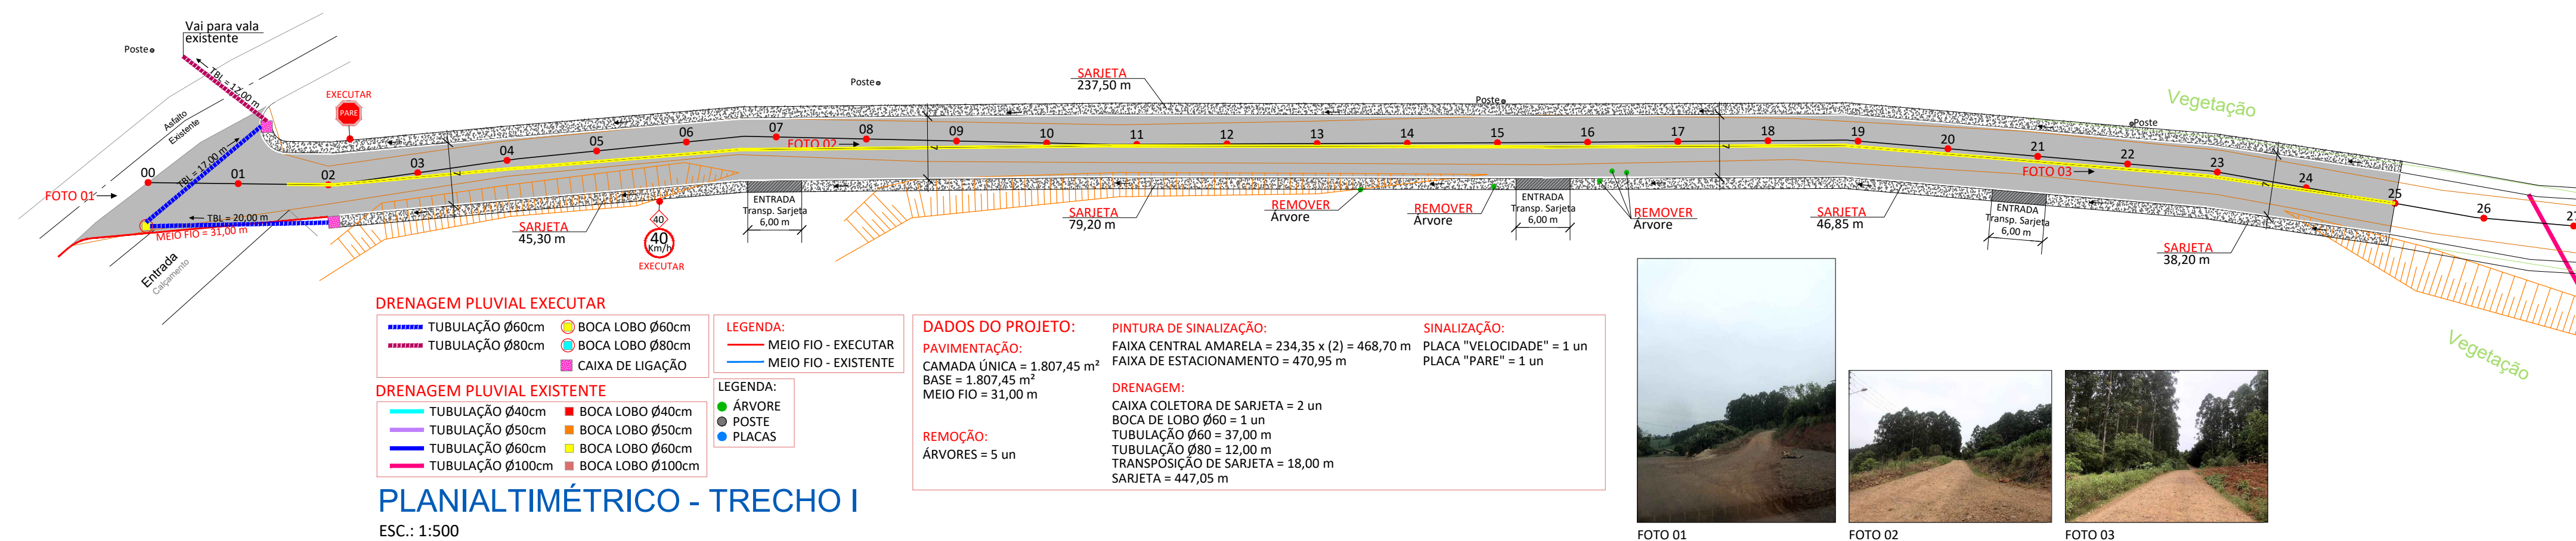 Vai para vala
existente
Poste
TBL = 12,00 m
Asfalto
Existente
EXECUTAR
PARE
TBL = 17,00 m
FOTO 01
TBL = 20,00 m
MEIO FIO = 31,00 m
Entrada
Calçamento
00
01
02
03
04
05
06
07
08
09
10
11
12
13
14
15
16
17
18
19
20
21
22
23
24
25
26
7
7
7
7
FOTO 02
FOTO 03
Poste
SARJETA
237,50 m
Poste
Poste
Vegetação
SARJETA
45,30 m
40
40
Km/h
EXECUTAR
ENTRADA
Transp. Sarjeta
6,00 m
SARJETA
79,20 m
REMOVER
Árvore
REMOVER
Árvore
ENTRADA
Transp. Sarjeta
6,00 m
REMOVER
Árvore
SARJETA
46,85 m
ENTRADA
Transp. Sarjeta
6,00 m
SARJETA
38,20 m
Vegetação
DRENAGEM PLUVIAL EXECUTAR
TUBULAÇÃO Ø60cm
BOCA LOBO Ø60cm
TUBULAÇÃO Ø80cm
BOCA LOBO Ø80cm
CAIXA DE LIGAÇÃO
DRENAGEM PLUVIAL EXISTENTE
TUBULAÇÃO Ø40cm
BOCA LOBO Ø40cm
TUBULAÇÃO Ø50cm
BOCA LOBO Ø50cm
TUBULAÇÃO Ø60cm
BOCA LOBO Ø60cm
TUBULAÇÃO Ø100cm
BOCA LOBO Ø100cm
LEGENDA:
MEIO FIO - EXECUTAR
MEIO FIO - EXISTENTE
LEGENDA:
ÁRVORE
POSTE
PLACAS
DADOS DO PROJETO:
PAVIMENTAÇÃO:
CAMADA ÚNICA = 1.807,45 m²
BASE = 1.807,45 m²
MEIO FIO = 31,00 m
REMOÇÃO:
ÁRVORES = 5 un
PINTURA DE SINALIZAÇÃO:
FAIXA CENTRAL AMARELA = 234,35 x (2) = 468,70 m
FAIXA DE ESTACIONAMENTO = 470,95 m
DRENAGEM:
CAIXA COLETORA DE SARJETA = 2 un
BOCA DE LOBO Ø60 = 1 un
TUBULAÇÃO Ø60 = 37,00 m
TUBULAÇÃO Ø80 = 12,00 m
TRANSPOSIÇÃO DE SARJETA = 18,00 m
SARJETA = 447,05 m
SINALIZAÇÃO:
PLACA "VELOCIDADE" = 1 un
PLACA "PARE" = 1 un
PLANIALTIMÉTRICO - TRECHO I
ESC.: 1:500
FOTO 01
FOTO 02
FOTO 03